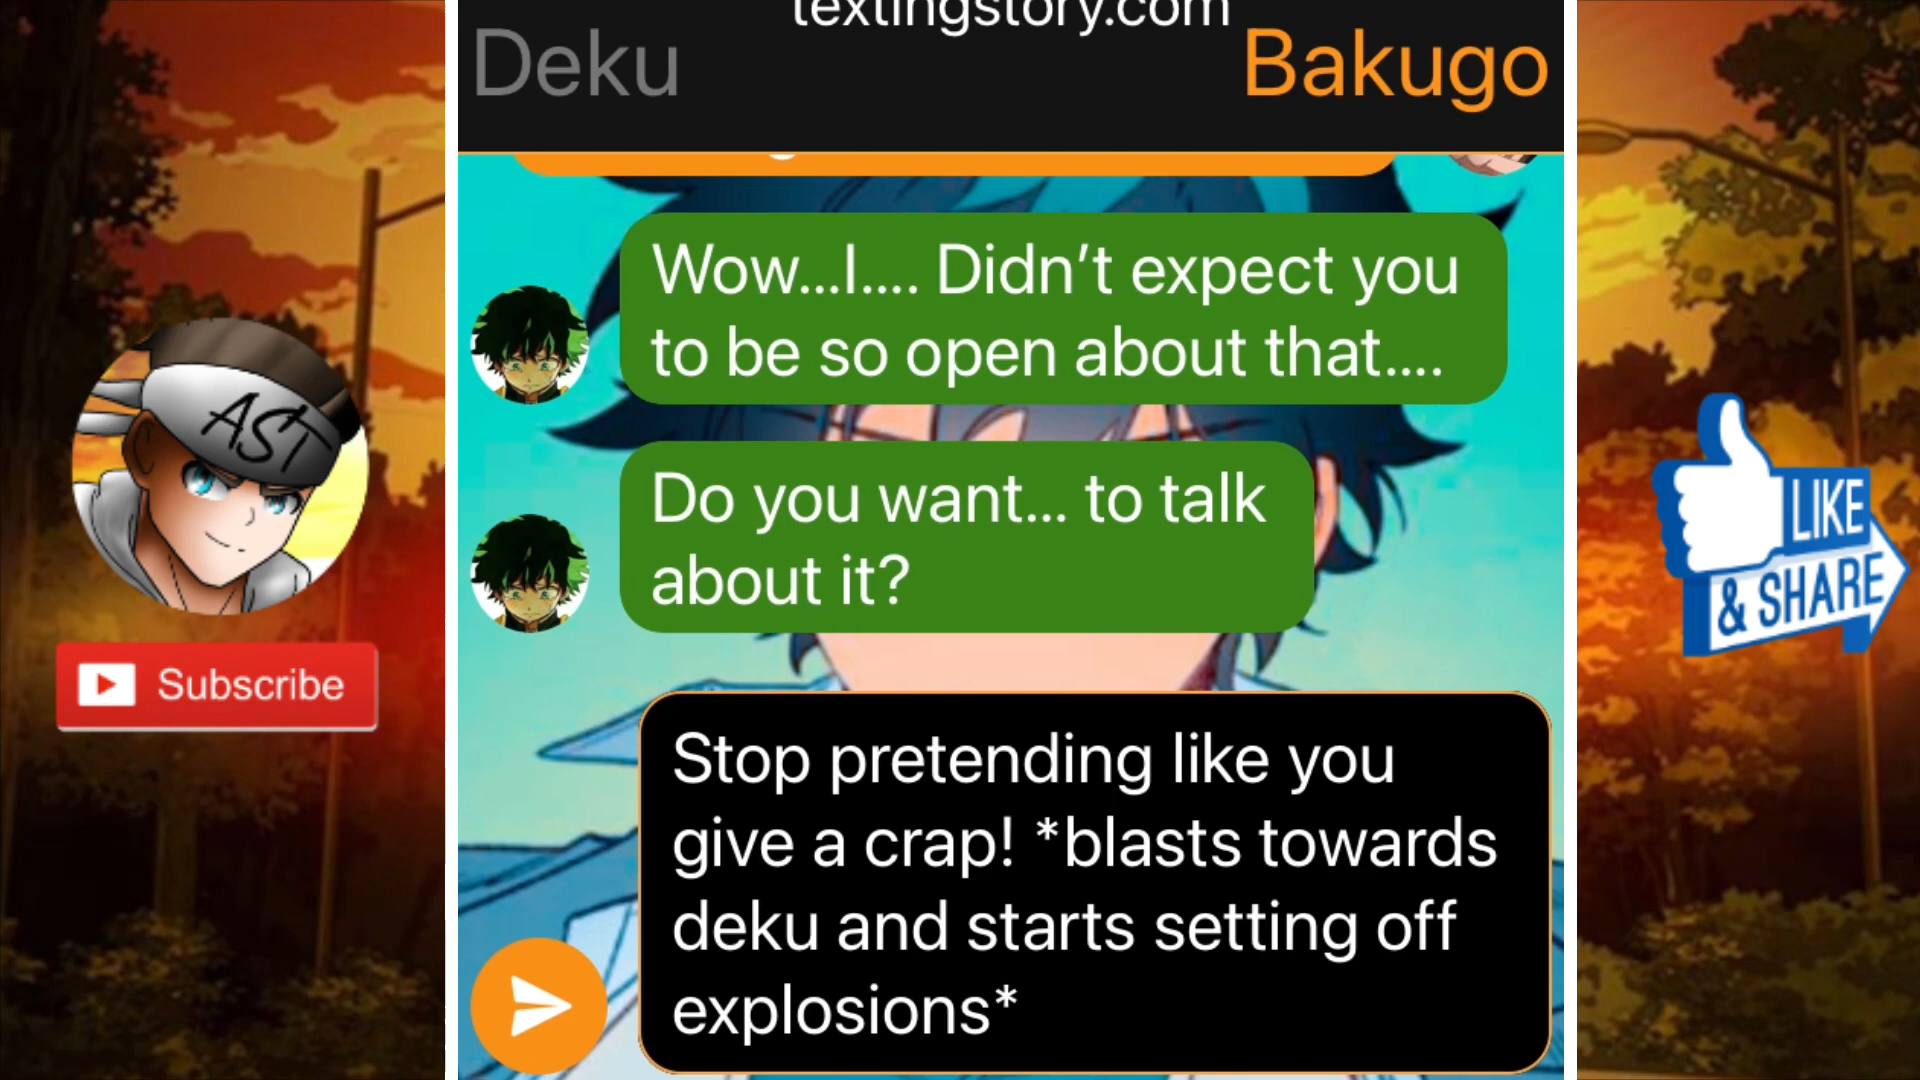 textingstory.com
Deku
Bakugo
Wow...I.... Didn’t expect you
to be so open about that....
Do you want... to talk
about it?
Stop pretending like you
give a crap! *blasts towards
deku and starts setting off
explosions*
AST
Subscribe
LIKE
& SHARE